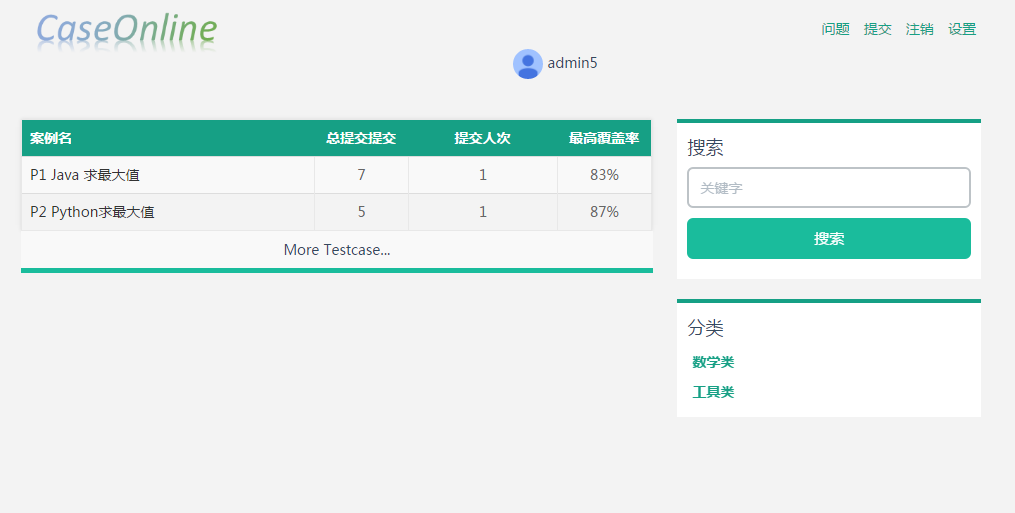 CaseOnline
问题 提交 注销 设置
admin5
案例名 总提交提交 提交人次 最高覆盖率
P1 Java 求最大值 7 1 83%
P2 Python求最大值 5 1 87%
More Testcase...
搜索
关键字
搜索
分类
数学类
工具类